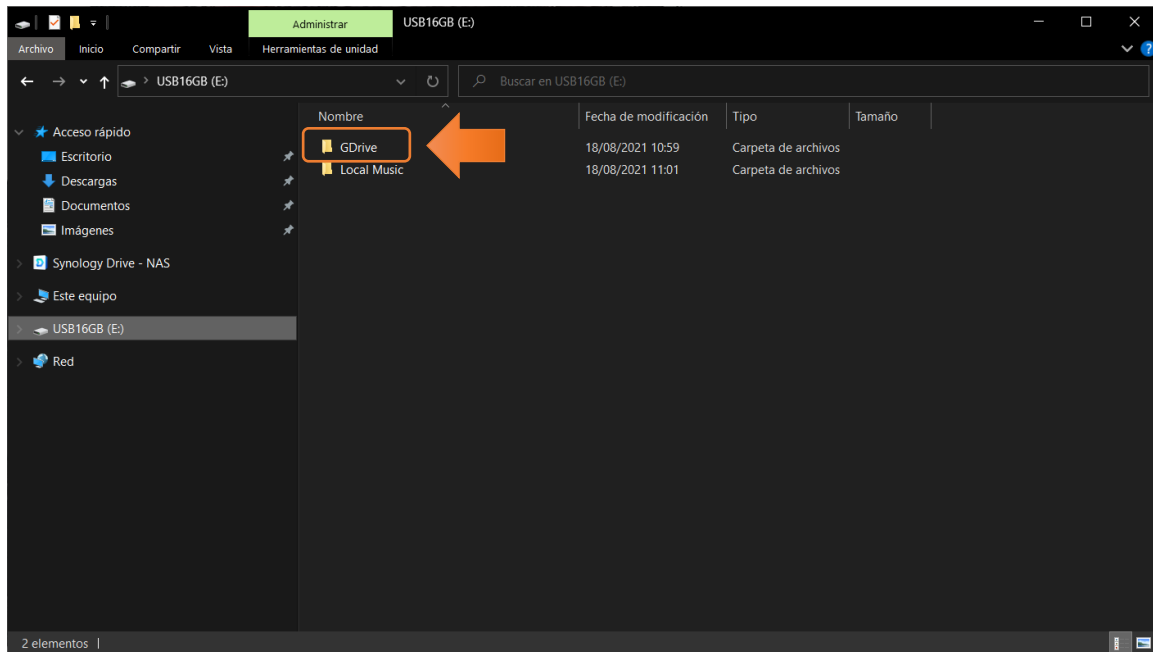 Administrar USB16GB (E:)
Archivo Inicio Compartir Vista Herramientas de unidad ?
USB16GB (E:) Buscar en USB16GB (E:)
Nombre Fecha de modificación Tipo Tamaño
Acceso rápido
Escritorio
Descargas
Documentos
Imágenes
Synology Drive - NAS
Este equipo
USB16GB (E:)
Red
GDrive 18/08/2021 10:59 Carpeta de archivos
Local Music 18/08/2021 11:01 Carpeta de archivos
2 elementos